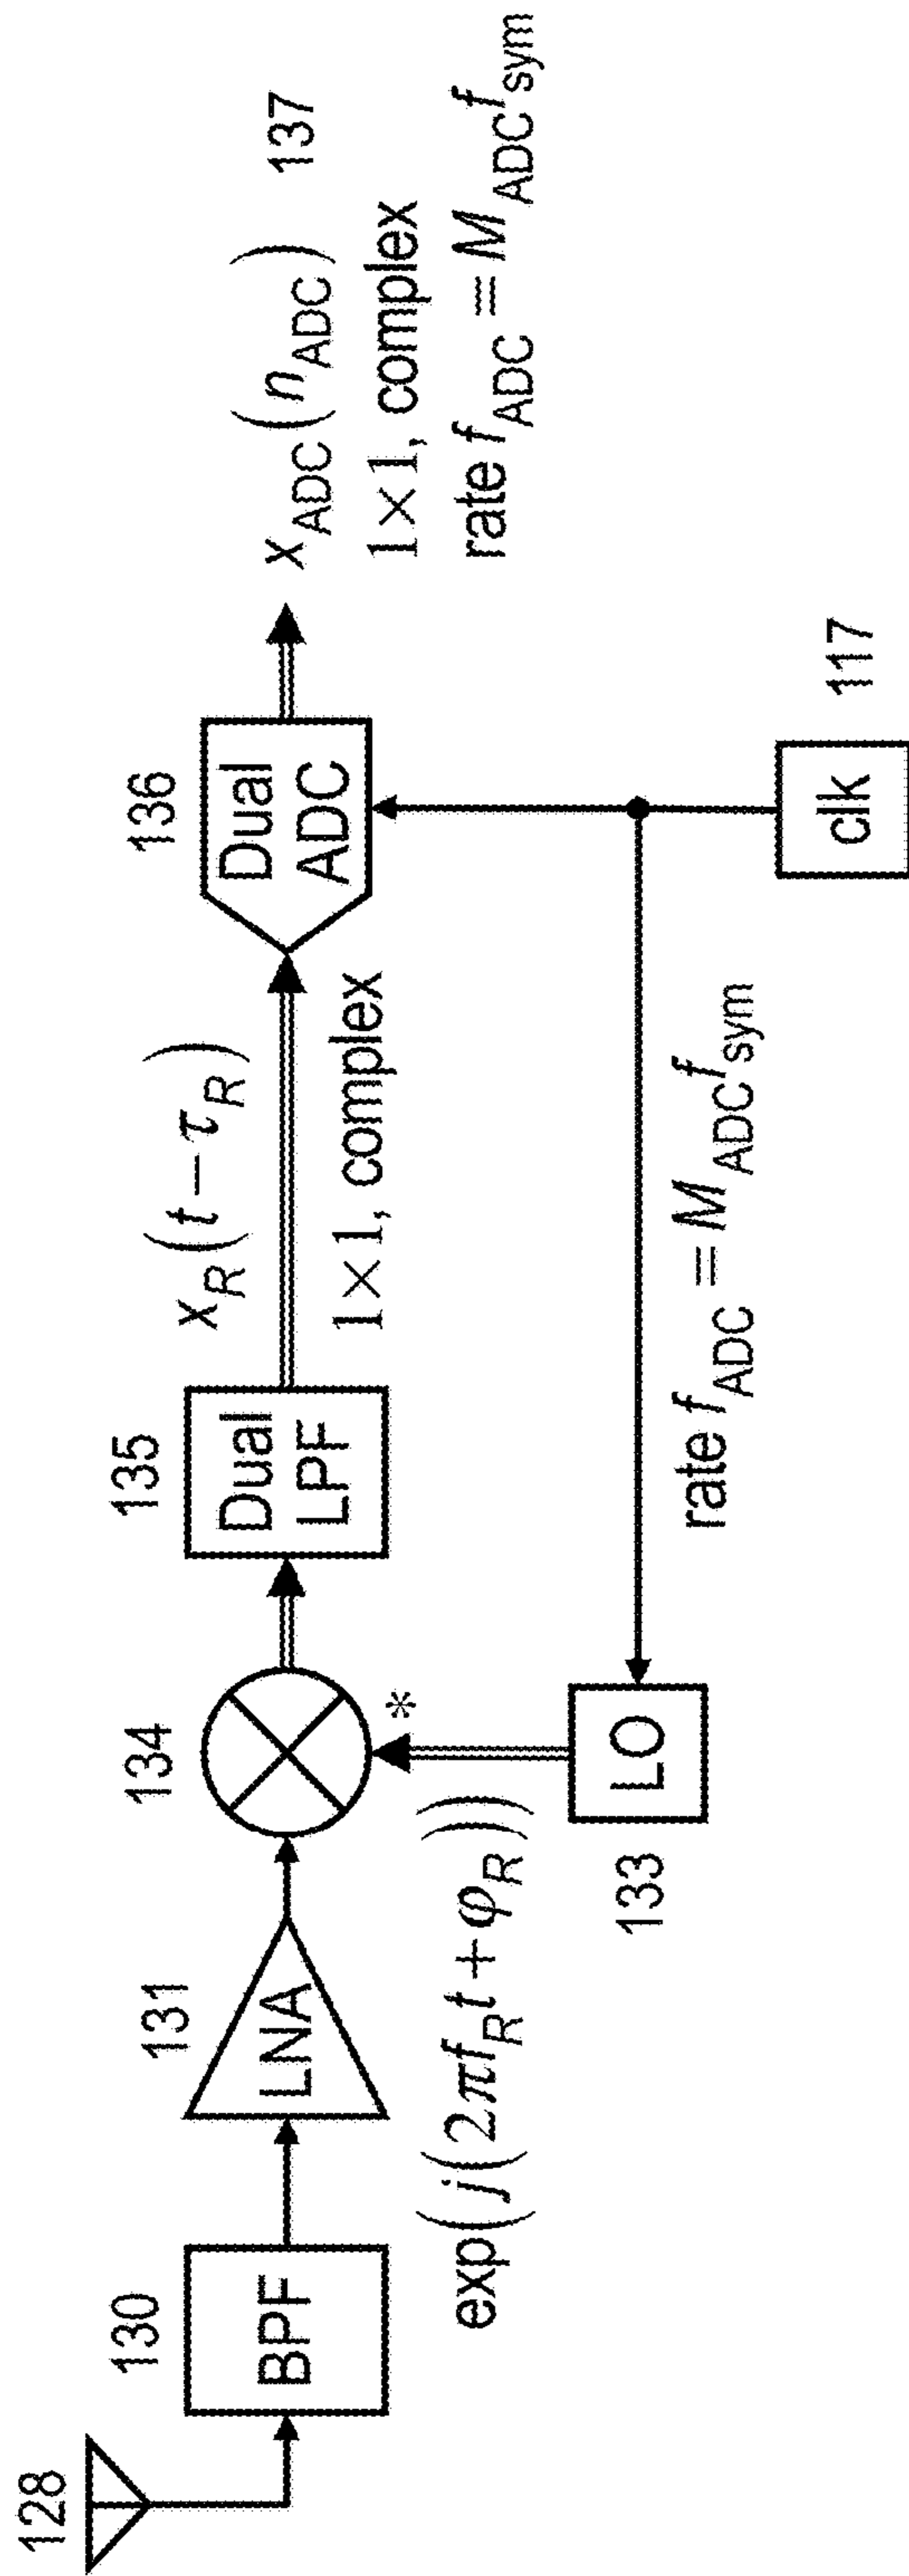 128
130
BPF
131
LNA
134
*
exp(j(2πf_R t + φ_R))
133
LO
135
Dual
LPF
x_R(t − τ_R)
1×1, complex
136
Dual
ADC
x_ADC(n_ADC) 137
1×1, complex
rate f_ADC = M_ADC f_sym
rate f_ADC = M_ADC f_sym
clk
117